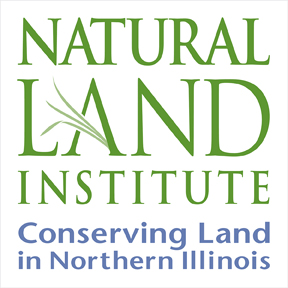 NATURAL
LAND
INSTITUTE
Conserving Land
in Northern Illinois